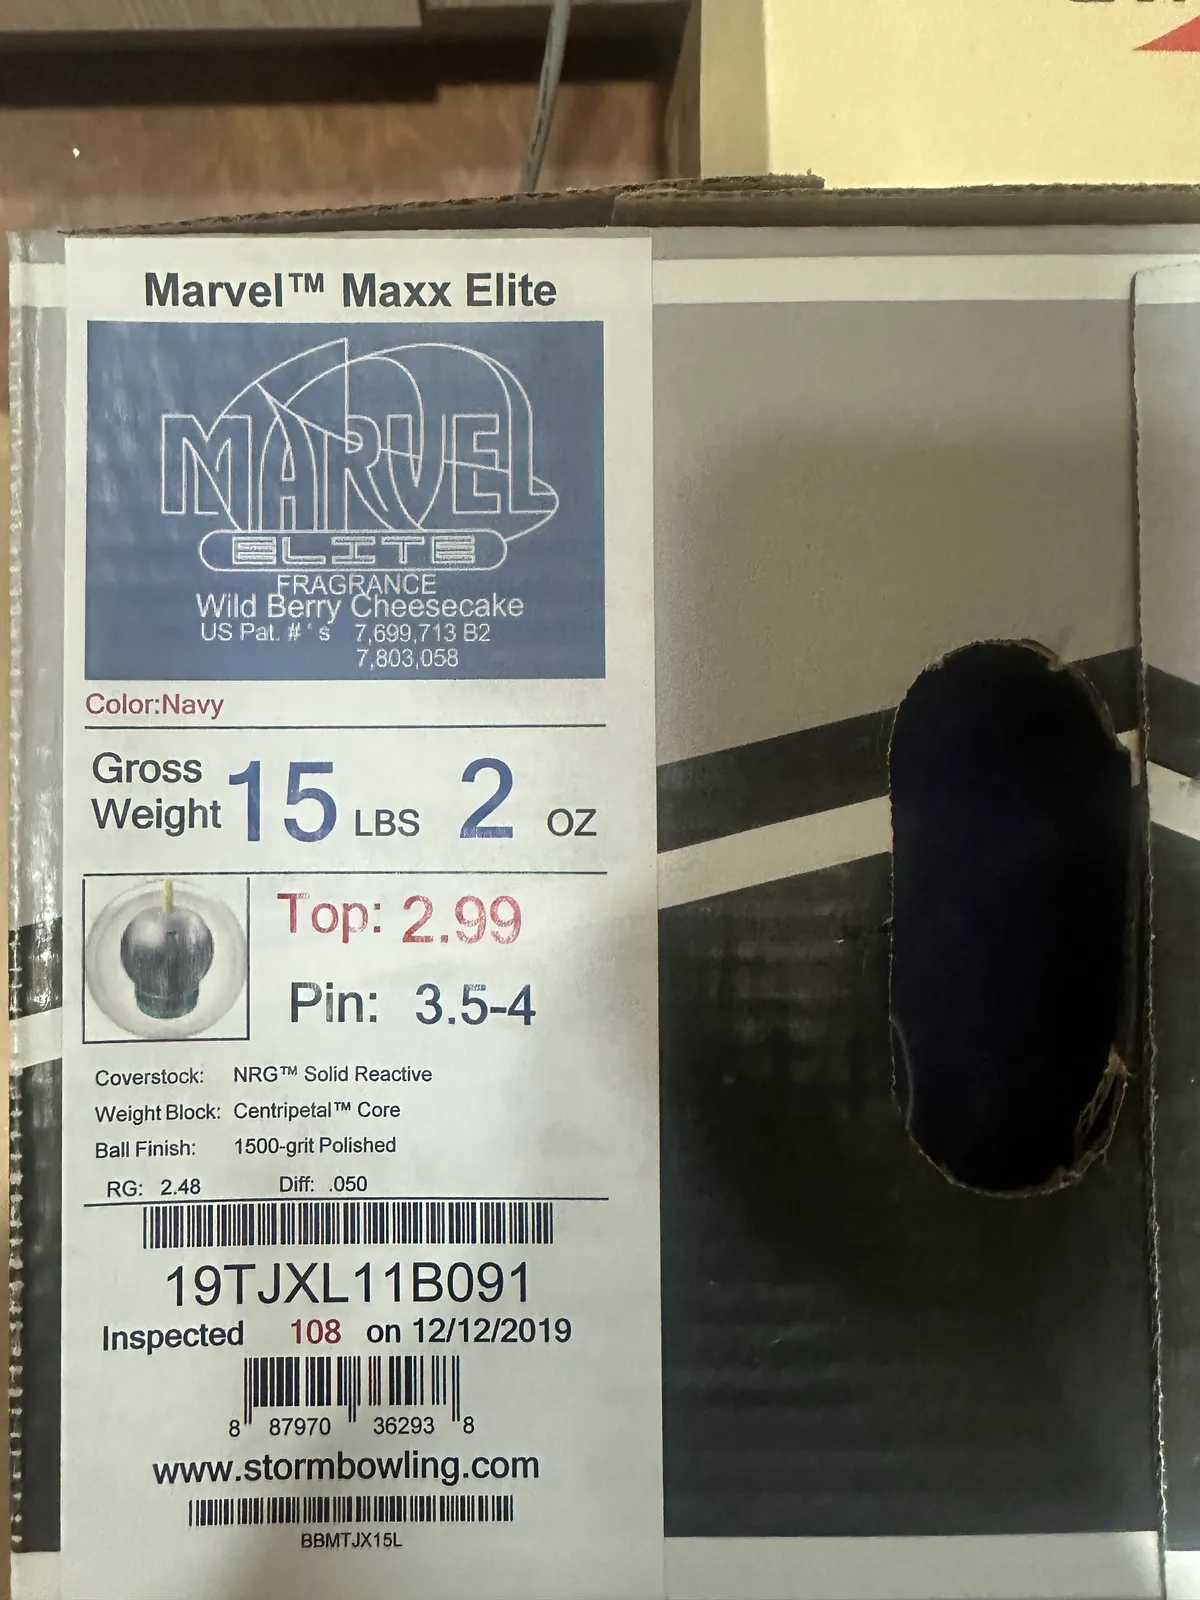 Marvel™ Maxx Elite
MARVEL
ELITE
FRAGRANCE
Wild Berry Cheesecake
US Pat. # ' s 7,699,713 B2
7,803,058
Color:Navy
Gross Weight 15 LBS 2 OZ
Top: 2.99
Pin: 3.5-4
Coverstock: NRG™ Solid Reactive
Weight Block: Centripetal™ Core
Ball Finish: 1500-grit Polished
RG: 2.48 Diff: .050
19TJXL11B091
Inspected 108 on 12/12/2019
8 87970 36293 8
www.stormbowling.com
BBMTJX15L